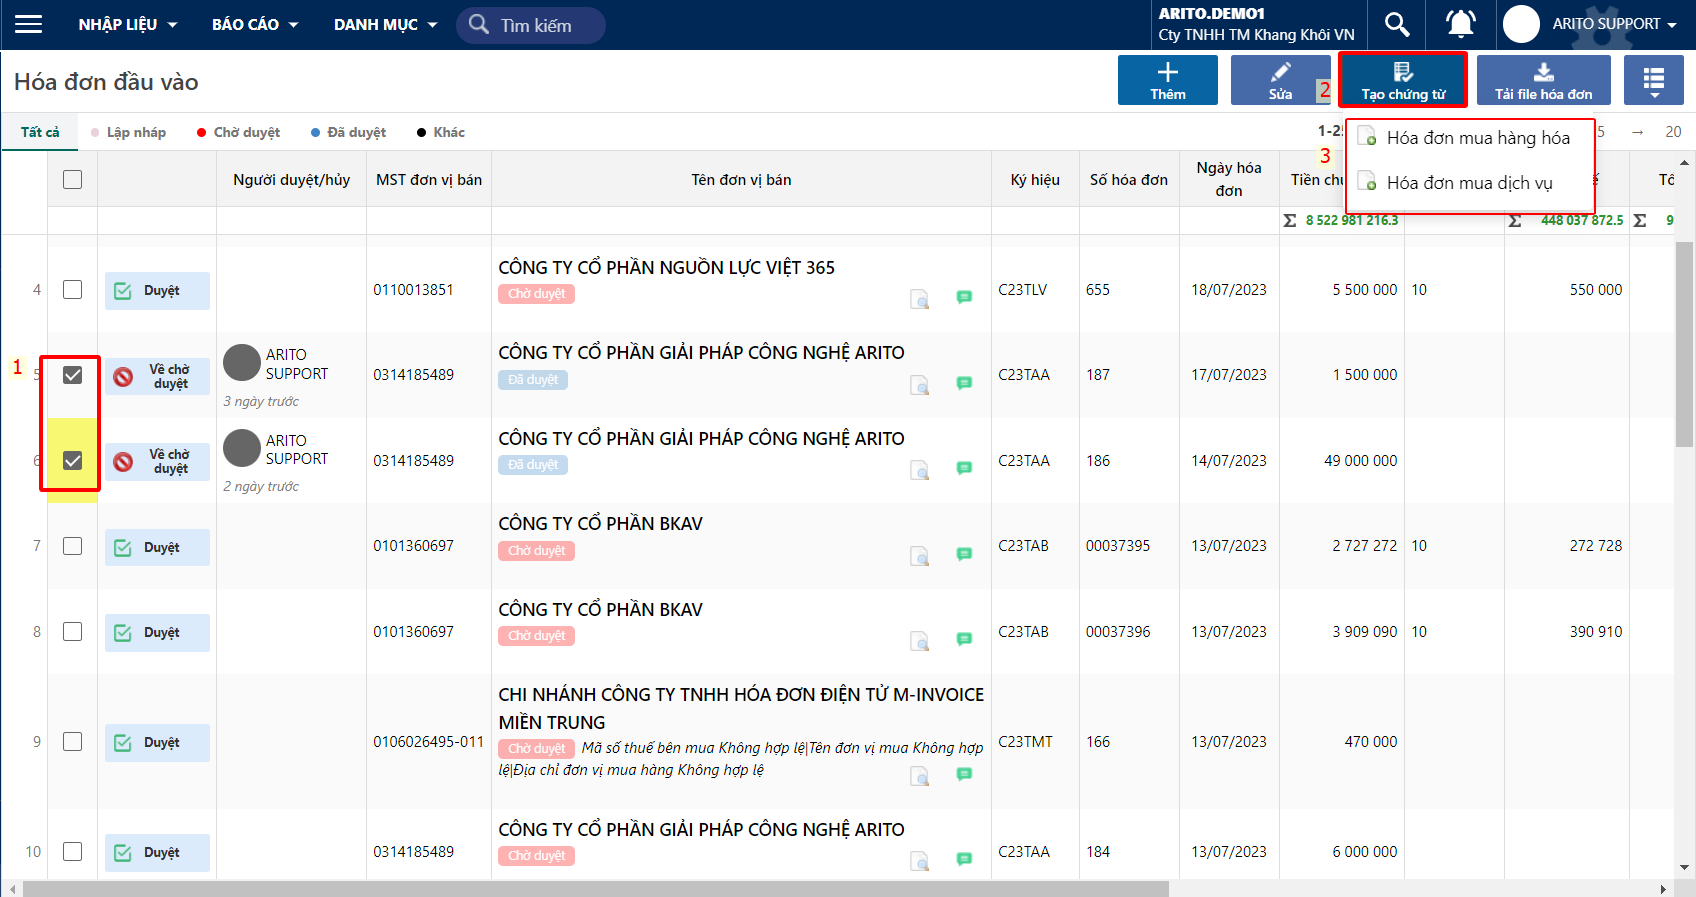 NHẬP LIỆU BÁO CÁO DANH MỤC Tìm kiếm
ARITO.DEMO1
Cty TNHH TM Khang Khôi VN
ARITO SUPPORT
Hóa đơn đầu vào
Thêm
Sửa
2
Tạo chứng từ
Tải file hóa đơn
Tất cả Lập nháp Chờ duyệt Đã duyệt Khác
5 → 20
Hóa đơn mua hàng hóa
3
Hóa đơn mua dịch vụ
Người duyệt/hủy MST đơn vị bán Tên đơn vị bán Ký hiệu Số hóa đơn Ngày hóa đơn
Σ 8 522 981 216.3 Σ 448 037 872.5 Σ 9
4 Duyệt 0110013851 CÔNG TY CỔ PHẦN NGUỒN LỰC VIỆT 365 C23TLV 655 18/07/2023 5 500 000 10 550 000
Chờ duyệt
1
5 Về chờ duyệt ARITO SUPPORT 0314185489 CÔNG TY CỔ PHẦN GIẢI PHÁP CÔNG NGHỆ ARITO C23TAA 187 17/07/2023 1 500 000
Đã duyệt
3 ngày trước
6 Về chờ duyệt ARITO SUPPORT 0314185489 CÔNG TY CỔ PHẦN GIẢI PHÁP CÔNG NGHỆ ARITO C23TAA 186 14/07/2023 49 000 000
Đã duyệt
2 ngày trước
7 Duyệt 0101360697 CÔNG TY CỔ PHẦN BKAV C23TAB 00037395 13/07/2023 2 727 272 10 272 728
Chờ duyệt
8 Duyệt 0101360697 CÔNG TY CỔ PHẦN BKAV C23TAB 00037396 13/07/2023 3 909 090 10 390 910
Chờ duyệt
9 Duyệt 0106026495-011 CHI NHÁNH CÔNG TY TNHH HÓA ĐƠN ĐIỆN TỬ M-INVOICE
MIỀN TRUNG C23TMT 166 13/07/2023 470 000
Chờ duyệt Mã số thuế bên mua Không hợp lệ|Tên đơn vị mua Không hợp
lệ|Địa chỉ đơn vị mua hàng Không hợp lệ
10 Duyệt 0314185489 CÔNG TY CỔ PHẦN GIẢI PHÁP CÔNG NGHỆ ARITO C23TAA 184 13/07/2023 6 000 000
Chờ duyệt